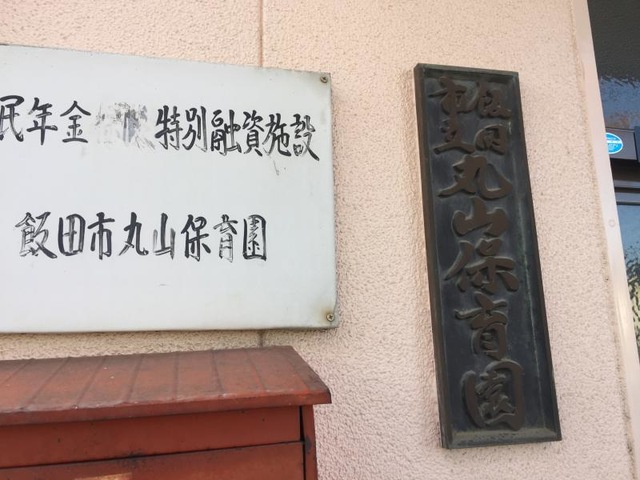 民年金 特別融資施設
飯田市丸山保育園
飯田
市立
丸山保育園